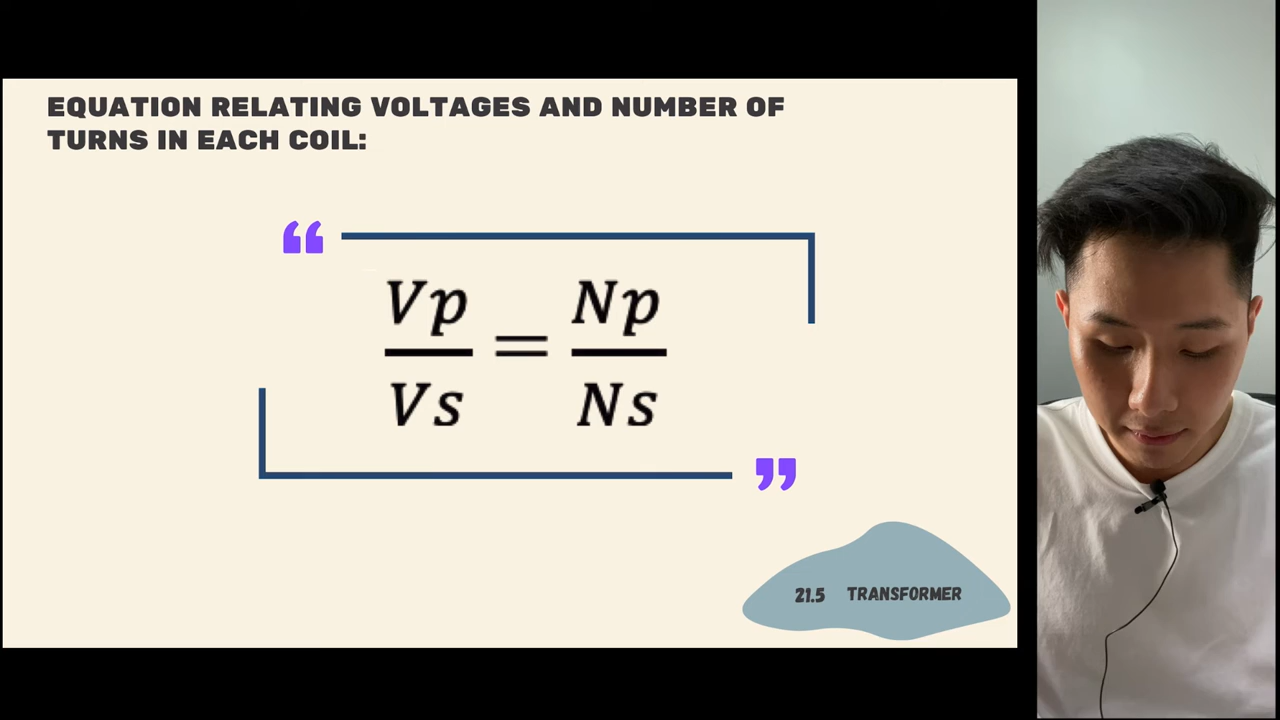 EQUATION RELATING VOLTAGES AND NUMBER OF
TURNS IN EACH COIL:
“
Vp/Vs = Np/Ns
”
21.5 TRANSFORMER